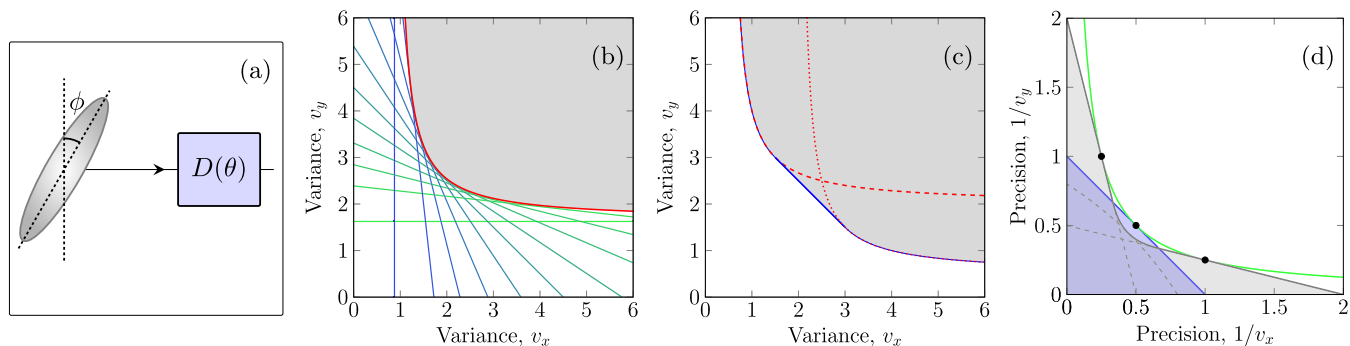 (a)
ϕ
D(θ)
(b)
Variance, v_y
6
5
4
3
2
1
0
0 1 2 3 4 5 6
Variance, v_x
(c)
Variance, v_y
6
5
4
3
2
1
0
0 1 2 3 4 5 6
Variance, v_x
(d)
Precision, 1/v_y
2
1.5
1
0.5
0
0 0.5 1 1.5 2
Precision, 1/v_x